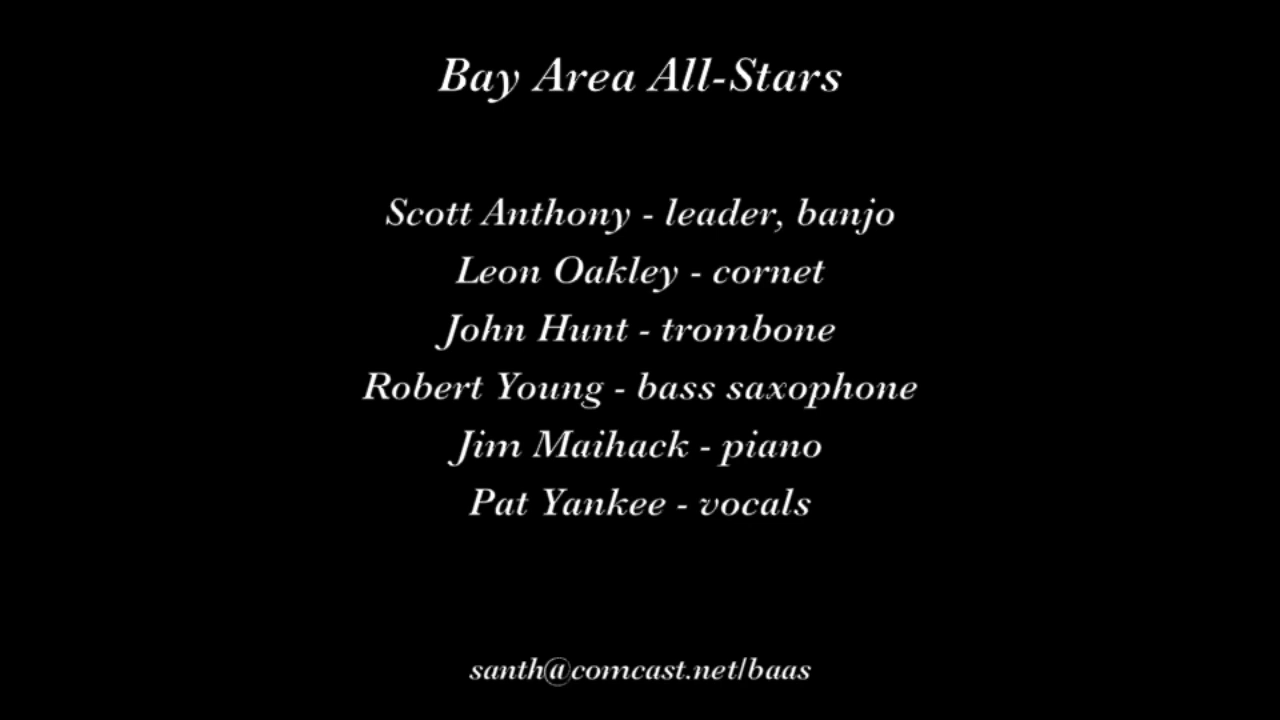 Bay Area All-Stars
Scott Anthony - leader, banjo
Leon Oakley - cornet
John Hunt - trombone
Robert Young - bass saxophone
Jim Maihack - piano
Pat Yankee - vocals
santh@comcast.net/baas